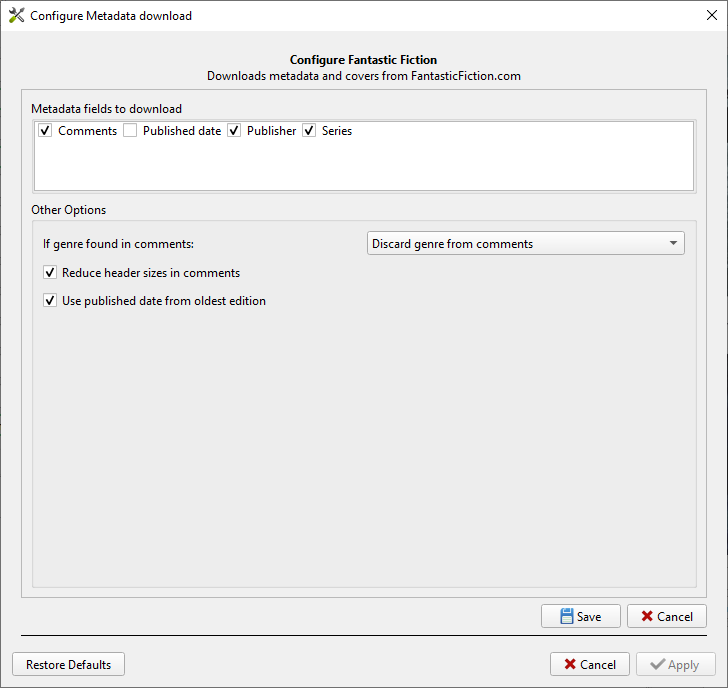 Configure Metadata download
Configure Fantastic Fiction
Downloads metadata and covers from FantasticFiction.com
Metadata fields to download
Comments Published date Publisher Series
Other Options
If genre found in comments: Discard genre from comments
Reduce header sizes in comments
Use published date from oldest edition
Save Cancel
Restore Defaults Cancel Apply